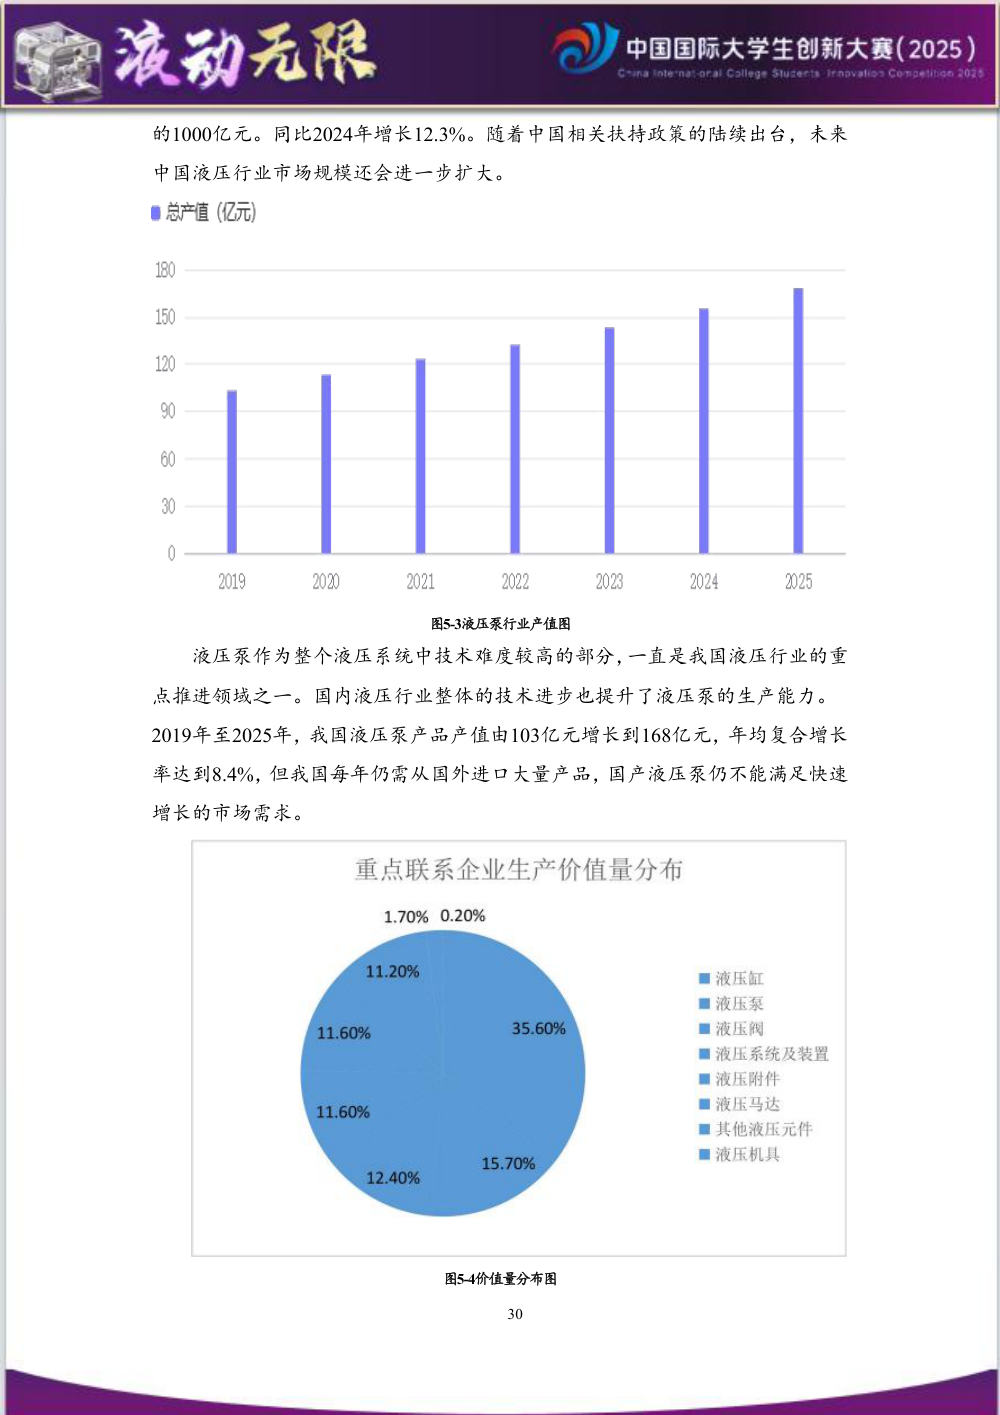 液动无限
中国国际大学生创新大赛(2025)
China International College Students Innovation Competition 2025
的1000亿元。同比2024年增长12.3%。随着中国相关扶持政策的陆续出台，未来
中国液压行业市场规模还会进一步扩大。
总产值 (亿元)
180
150
120
90
60
30
0
2019 2020 2021 2022 2023 2024 2025
图5-3液压泵行业产值图
液压泵作为整个液压系统中技术难度较高的部分，一直是我国液压行业的重
点推进领域之一。国内液压行业整体的技术进步也提升了液压泵的生产能力。
2019年至2025年，我国液压泵产品产值由103亿元增长到168亿元，年均复合增长
率达到8.4%，但我国每年仍需从国外进口大量产品，国产液压泵仍不能满足快速
增长的市场需求。
重点联系企业生产价值量分布
1.70% 0.20%
11.20%
11.60%
35.60%
11.60%
15.70%
12.40%
液压缸
液压泵
液压阀
液压系统及装置
液压附件
液压马达
其他液压元件
液压机具
图5-4价值量分布图
30